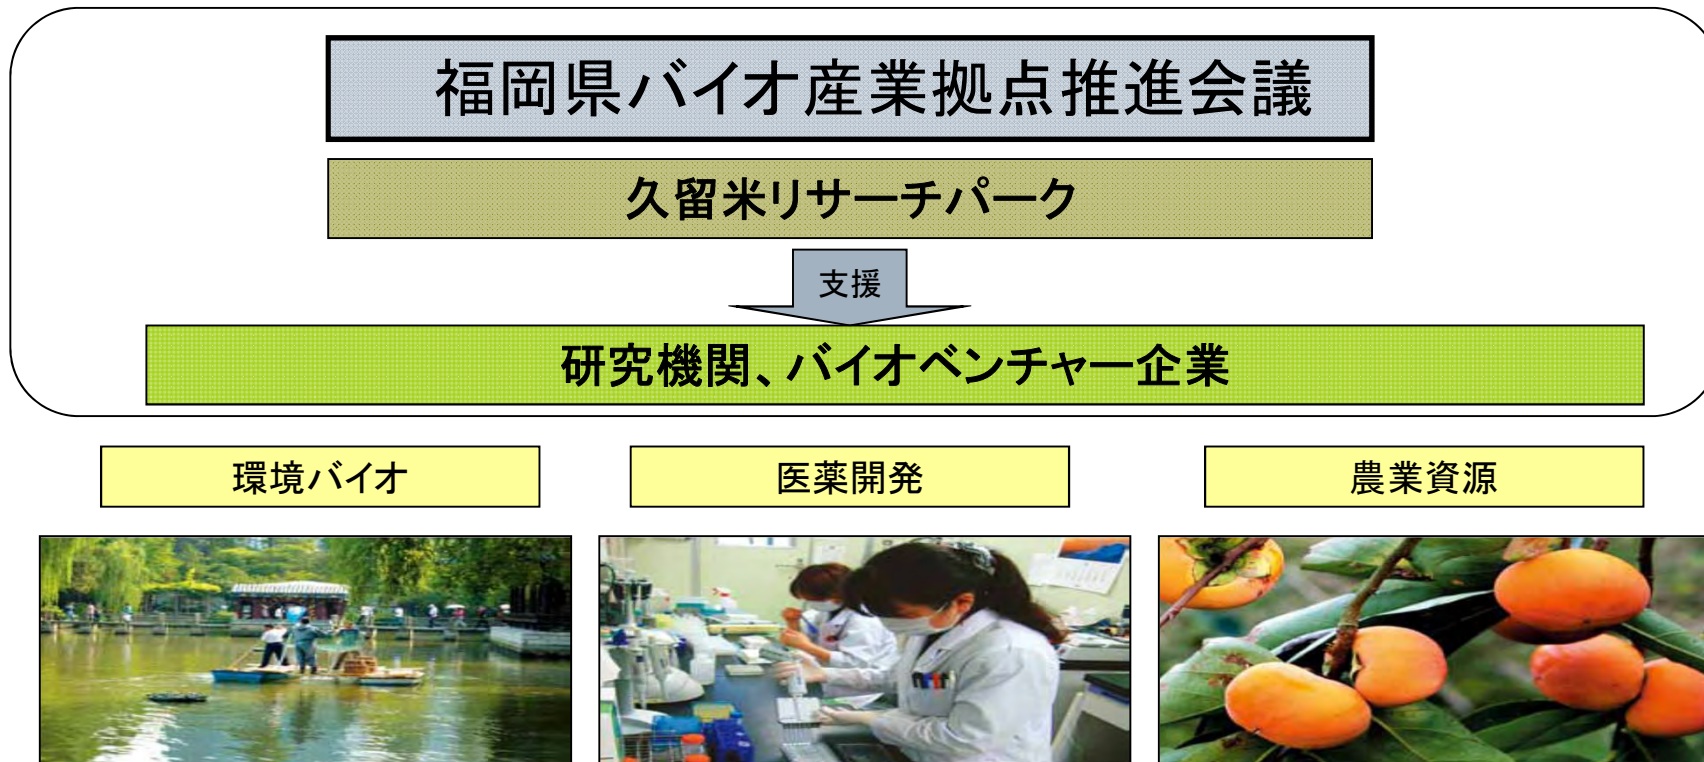 福岡県バイオ産業拠点推進会議
久留米リサーチパーク
支援
研究機関、バイオベンチャー企業
環境バイオ
医薬開発
農業資源